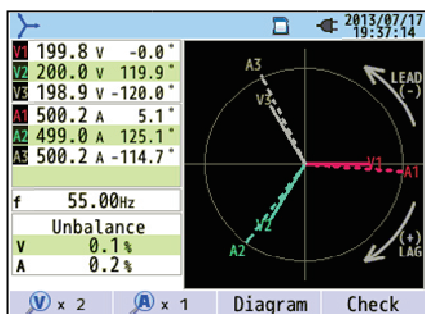 2013/07/17
19:37:14
V1 199.8 V -0.0°
V2 200.0 V 119.9°
V3 198.9 V -120.0°
A1 500.2 A 5.1°
A2 499.0 A 125.1°
A3 500.2 A -114.7°
f 55.00Hz
Unbalance
V 0.1%
A 0.2%
A3
V3
LEAD
(-)
V1
A1
V2
A2
(+)
LAG
V x 2
A x 1
Diagram
Check